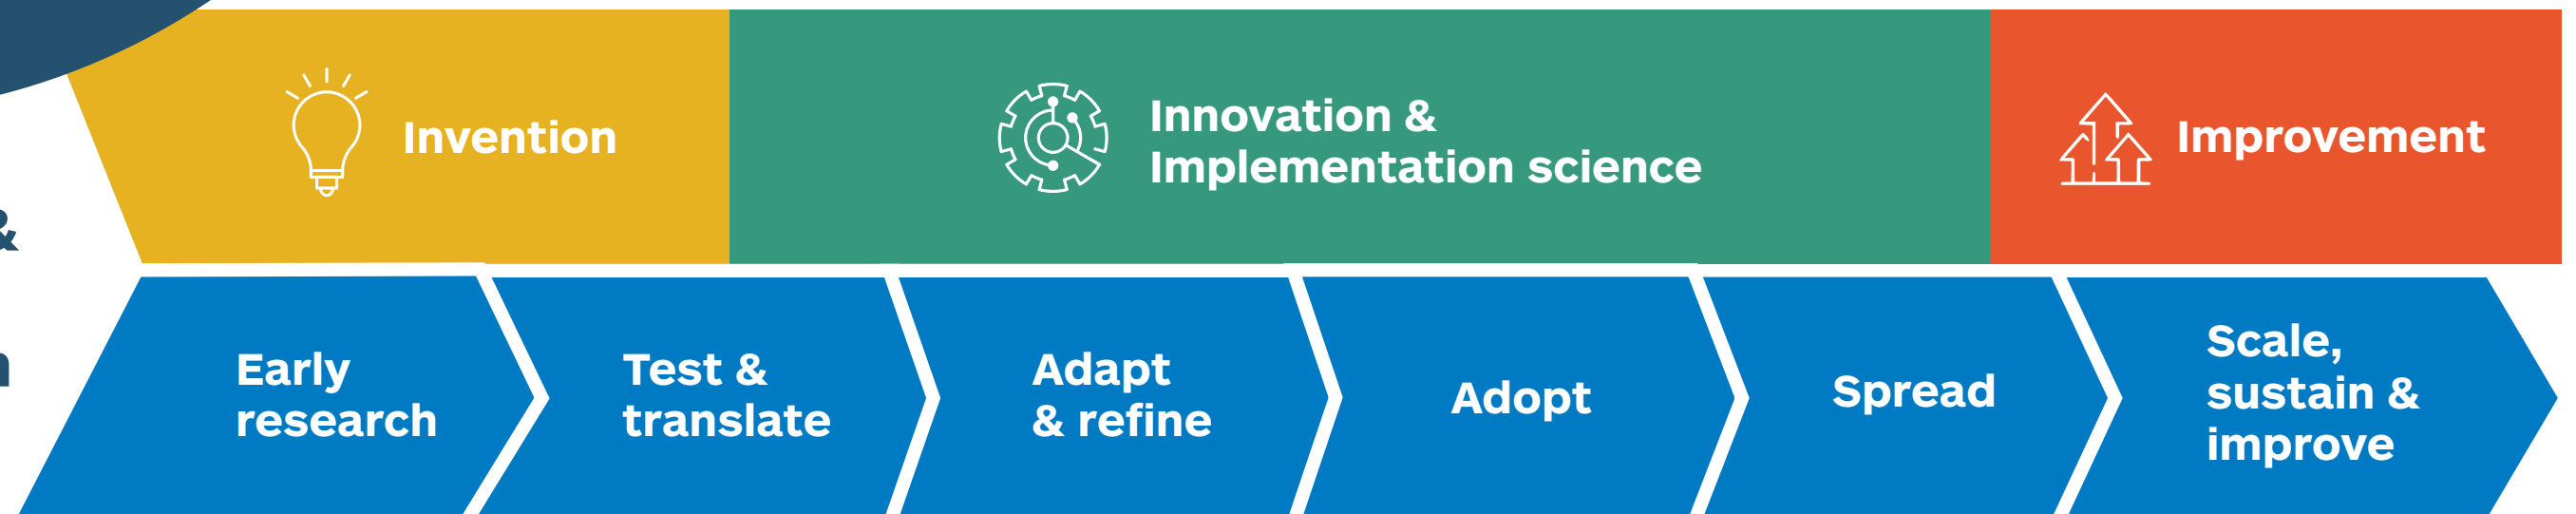 Invention
Innovation &
Implementation science
Improvement
&
Early
research
Test &
translate
Adapt
& refine
Adopt
Spread
Scale,
sustain &
improve